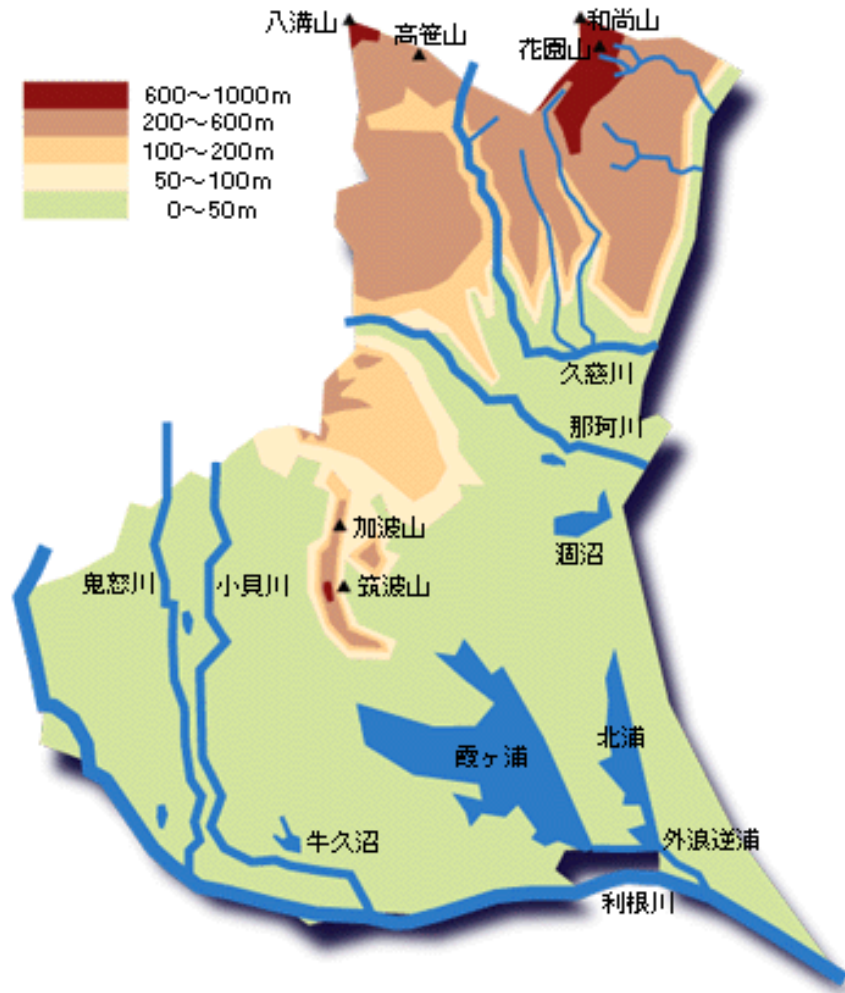 八溝山
和尚山
高笹山
花園山
600～1000m
200～600m
100～200m
50～100m
0～50m
久慈川
那珂川
加波山
涸沼
鬼怒川
小貝川
筑波山
北浦
霞ヶ浦
牛久沼
外浪逆浦
利根川